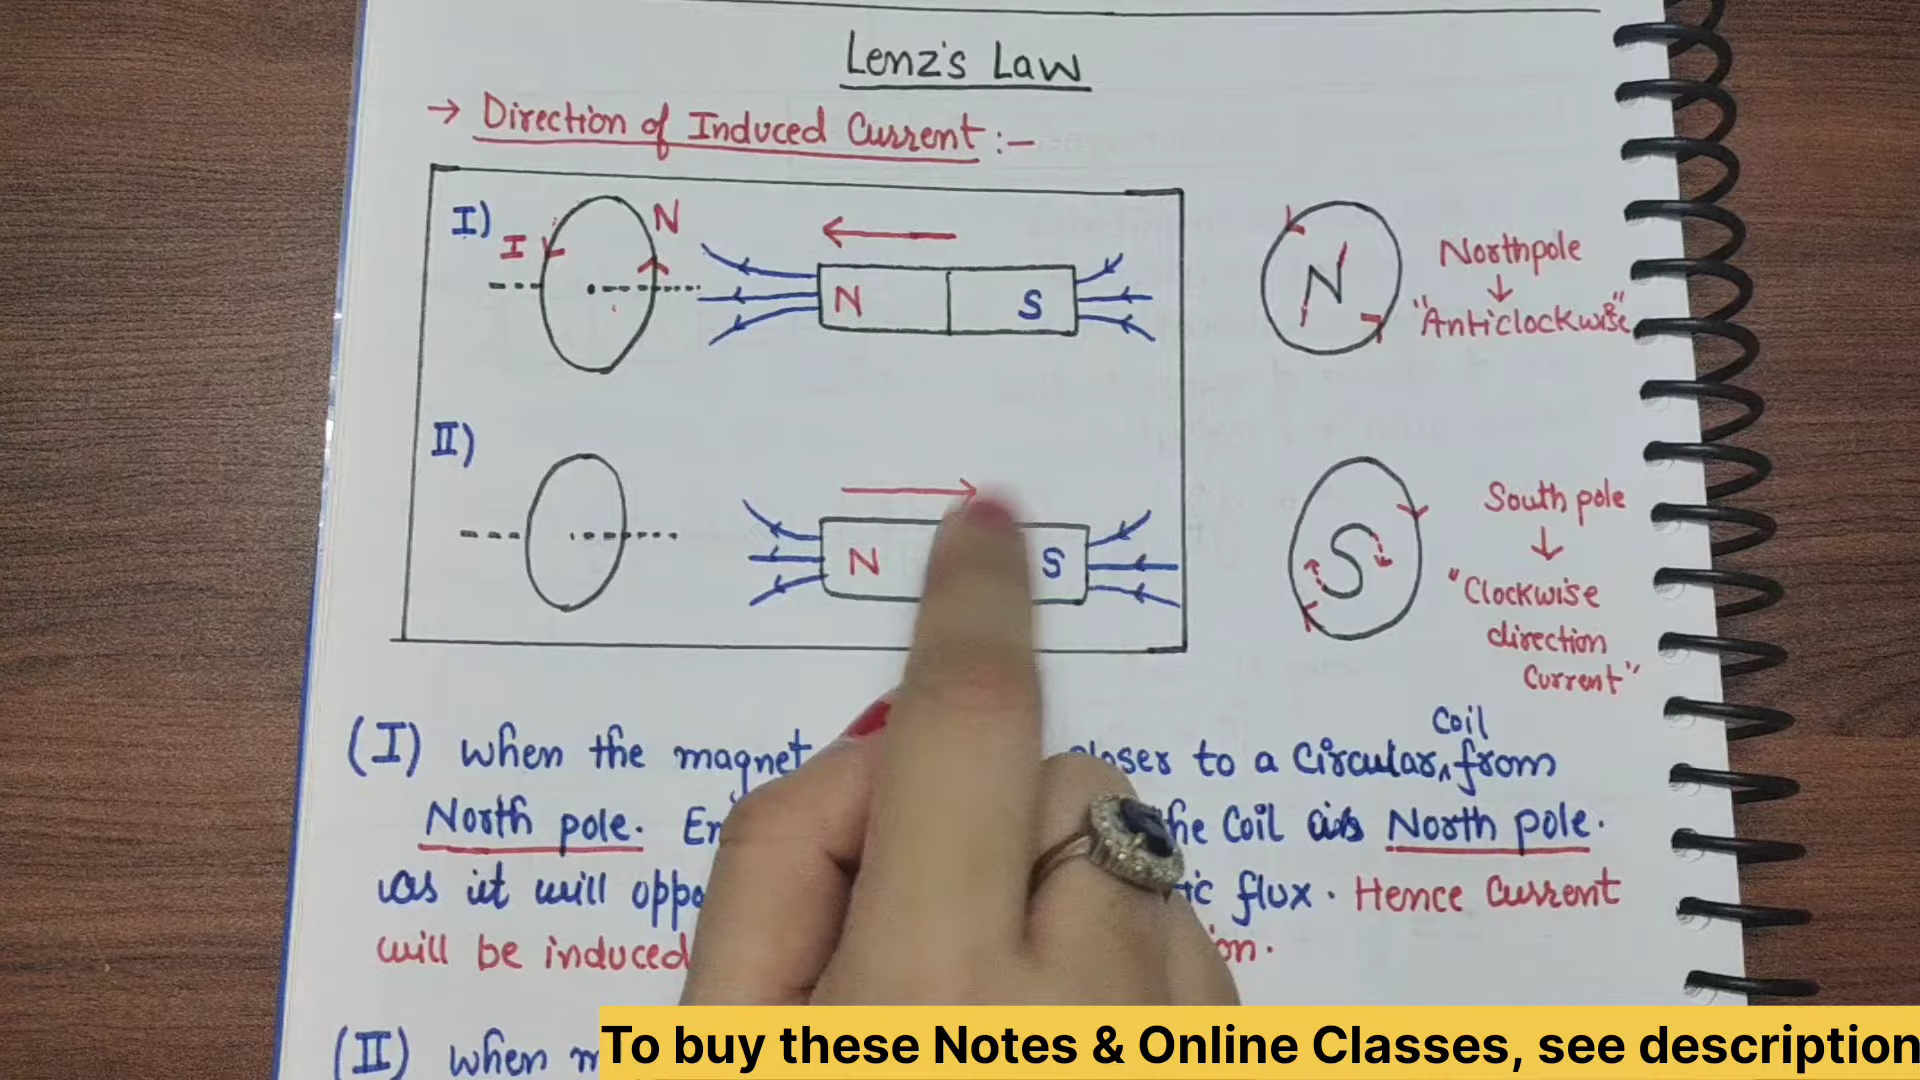 Lenz's Law
→ Direction of Induced Current :-
I)
I
N
N
S
N
Northpole
↓
"Anticlockwise"
II)
N
S
S
South pole
↓
"Clockwise
direction
Current"
(I) when the magnet closer to a Circular^ from
Coil
North pole. the Coil is North pole.
as it will flux. Hence Current
will be induced
(II) when
To buy these Notes & Online Classes, see description